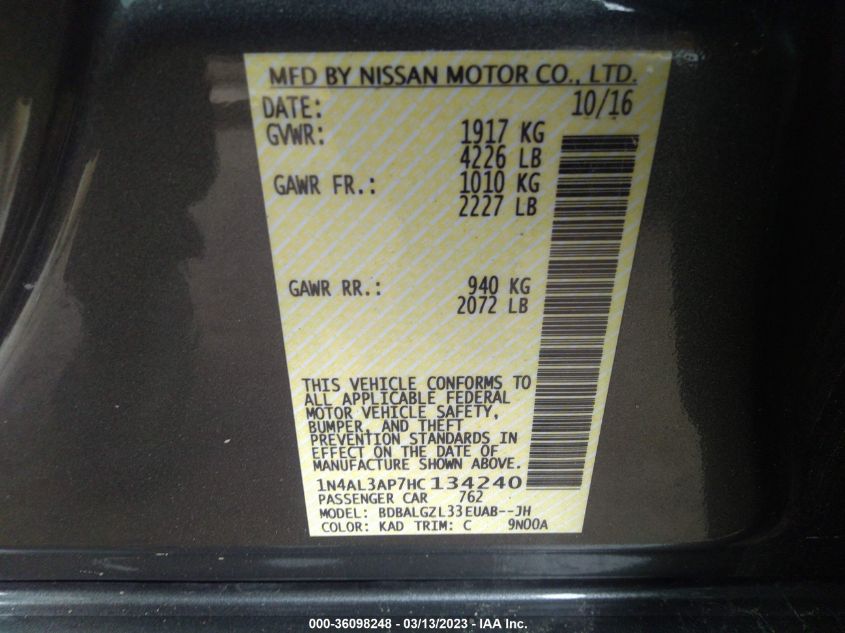 MFD BY NISSAN MOTOR CO., LTD.
DATE: 10/16
GVWR: 1917 KG
4226 LB
GAWR FR.: 1010 KG
2227 LB
GAWR RR.: 940 KG
2072 LB
THIS VEHICLE CONFORMS TO
ALL APPLICABLE FEDERAL
MOTOR VEHICLE SAFETY,
BUMPER, AND THEFT
PREVENTION STANDARDS IN
EFFECT ON THE DATE OF
MANUFACTURE SHOWN ABOVE.
1N4AL3AP7HC134240
PASSENGER CAR 762
MODEL: BDBALGZL33EUAB--JH
COLOR: KAD TRIM: C 9N00A
000-36098248 - 03/13/2023 - IAA Inc.